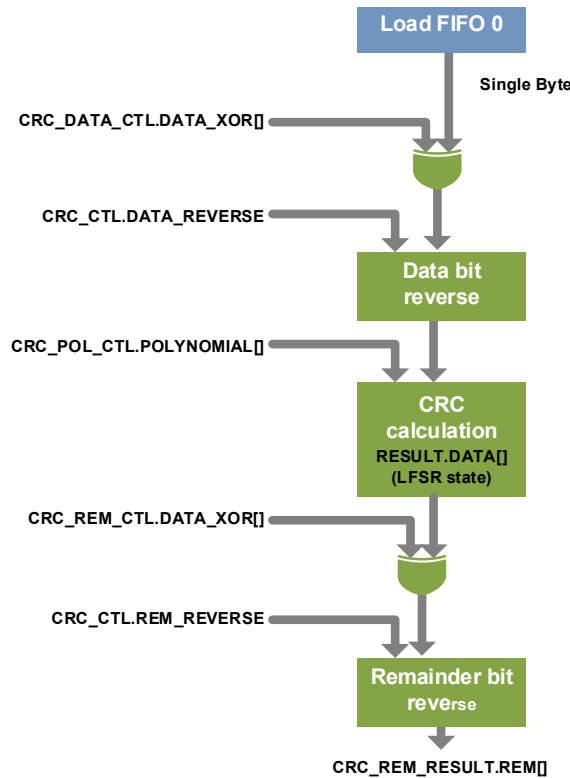 Load FIFO 0
Single Byte
CRC_DATA_CTL.DATA_XOR[]
CRC_CTL.DATA_REVERSE
Data bit
reverse
CRC_POL_CTL.POLYNOMIAL[]
CRC
calculation
RESULT.DATA[]
(LFSR state)
CRC_REM_CTL.DATA_XOR[]
CRC_CTL.REM_REVERSE
Remainder bit
reverse
CRC_REM_RESULT.REM[]